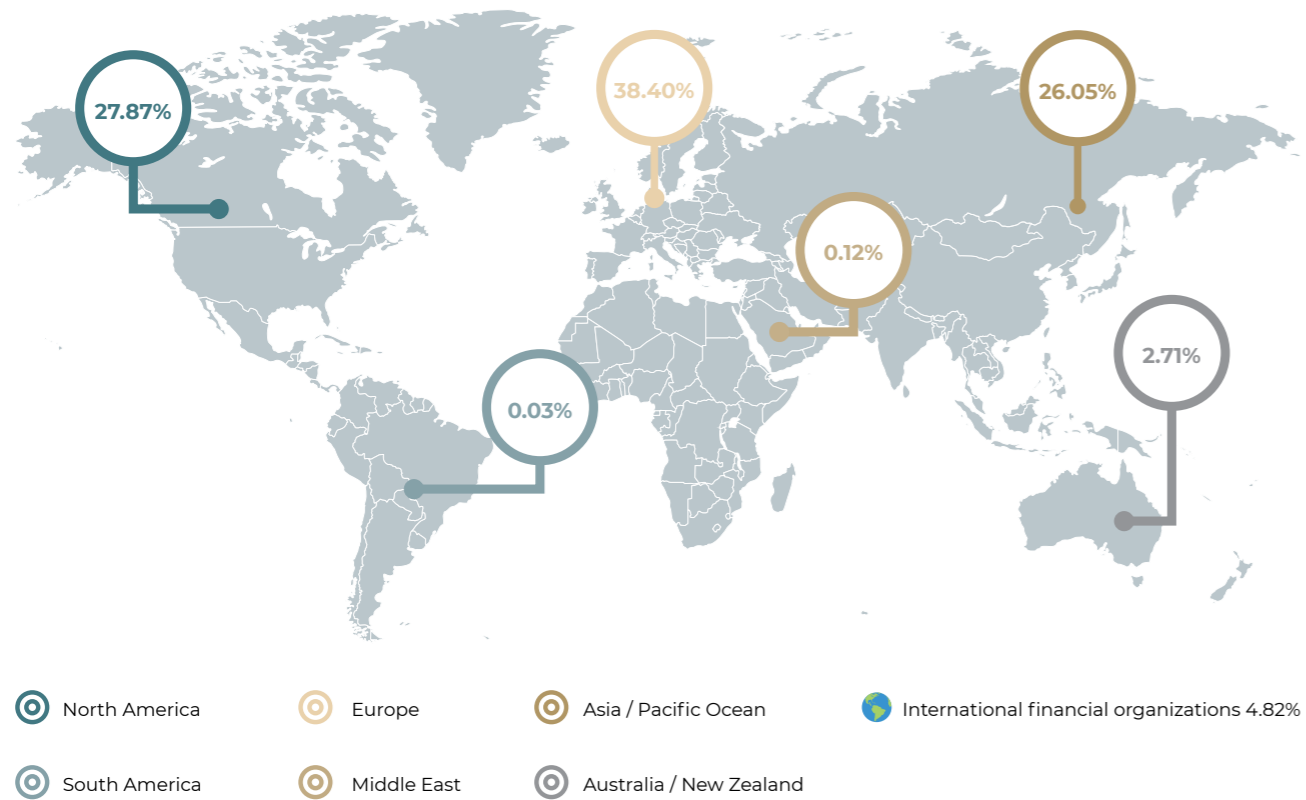 27.87%
38.40%
26.05%
0.12%
2.71%
0.03%
North America
Europe
Asia / Pacific Ocean
International financial organizations 4.82%
South America
Middle East
Australia / New Zealand